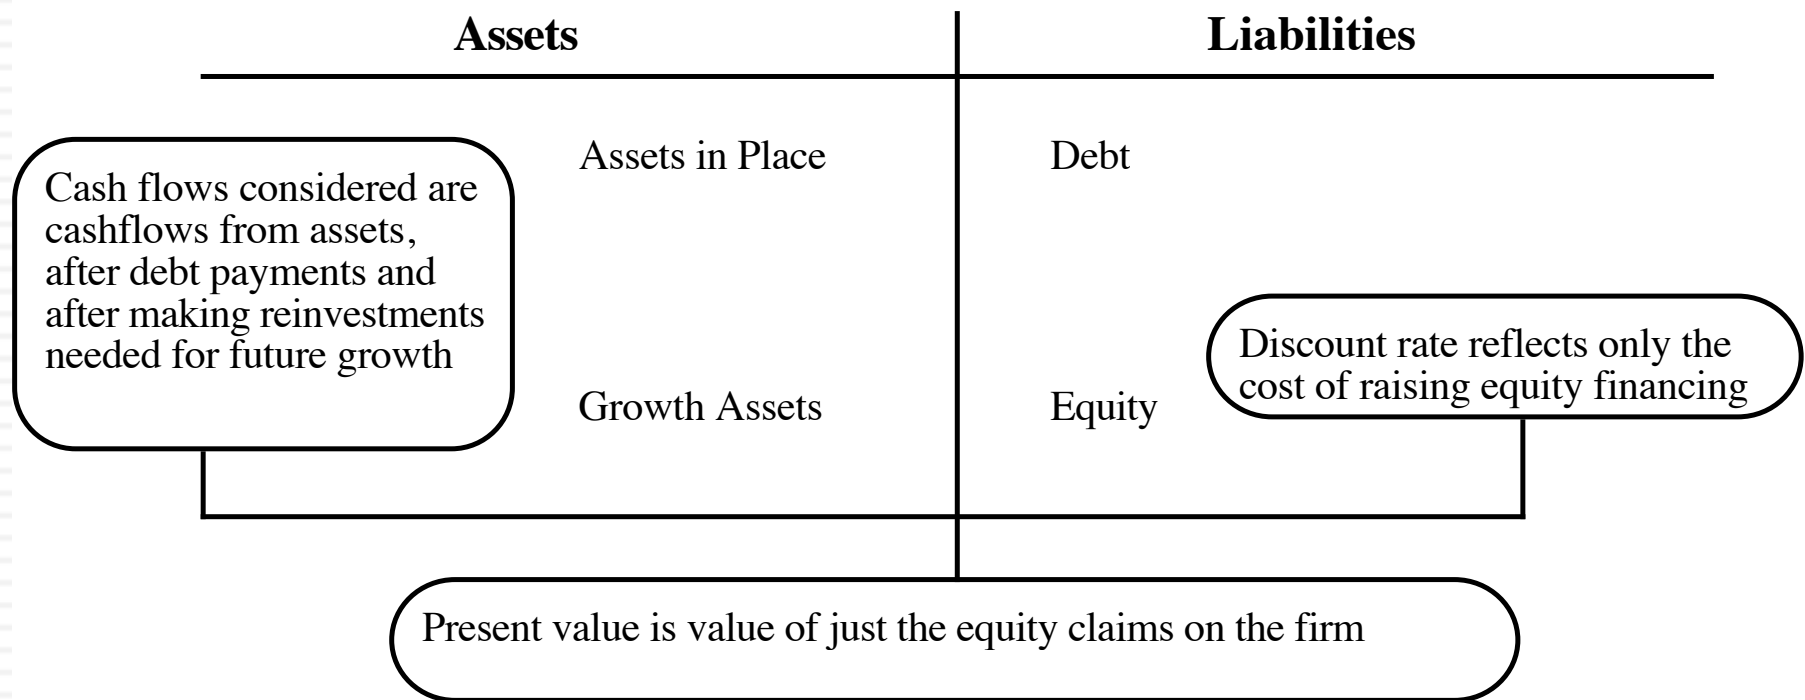 Assets
Liabilities
Assets in Place
Debt
Cash flows considered are
cashflows from assets,
after debt payments and
after making reinvestments
needed for future growth
Growth Assets
Equity
Discount rate reflects only the
cost of raising equity financing
Present value is value of just the equity claims on the firm